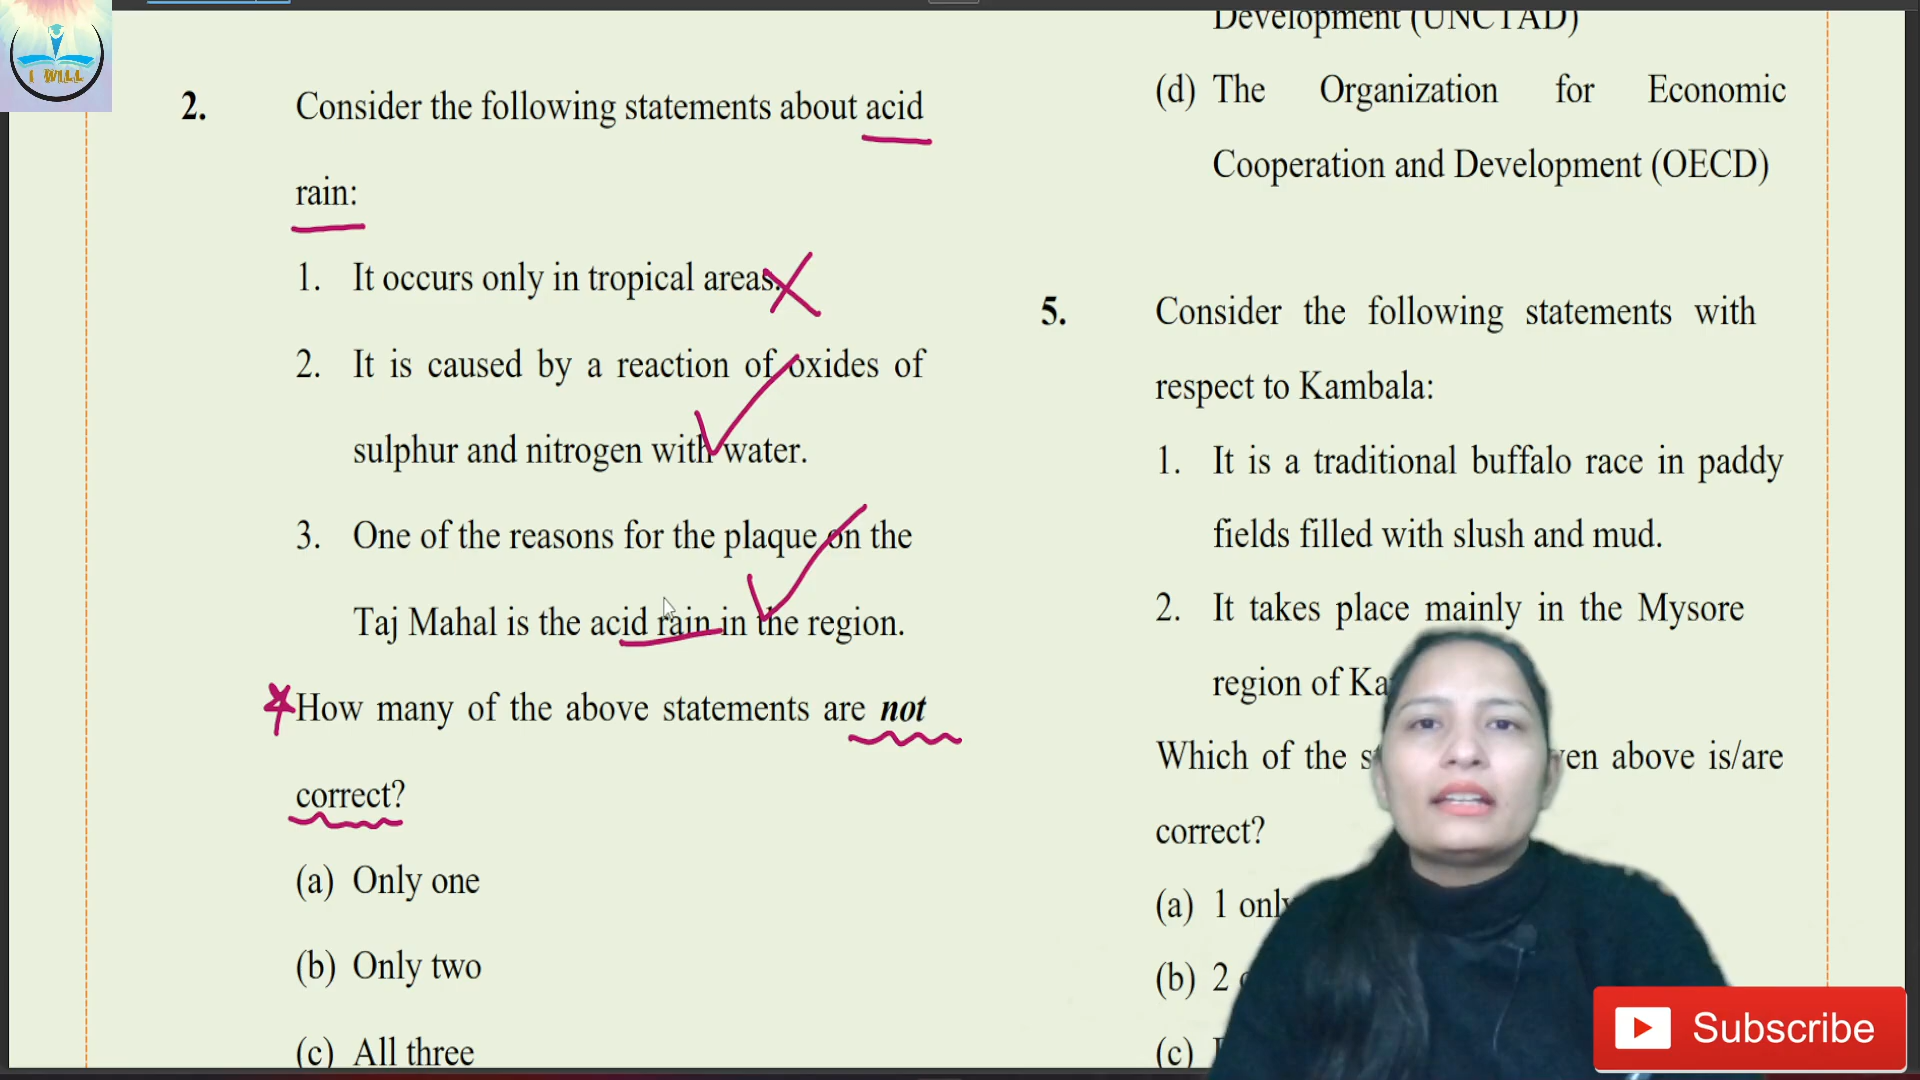 I WILL
2. Consider the following statements about acid
rain:
1. It occurs only in tropical areas.
2. It is caused by a reaction of oxides of
sulphur and nitrogen with water.
3. One of the reasons for the plaque on the
Taj Mahal is the acid rain in the region.
How many of the above statements are not
correct?
(a) Only one
(b) Only two
(c) All three
Development (UNCTAD)
(d) The Organization for Economic
Cooperation and Development (OECD)
5. Consider the following statements with
respect to Kambala:
1. It is a traditional buffalo race in paddy
fields filled with slush and mud.
2. It takes place mainly in the Mysore
region of
Which of the above is/are
correct?
(a) 1 only
(b) 2
(c)
Subscribe